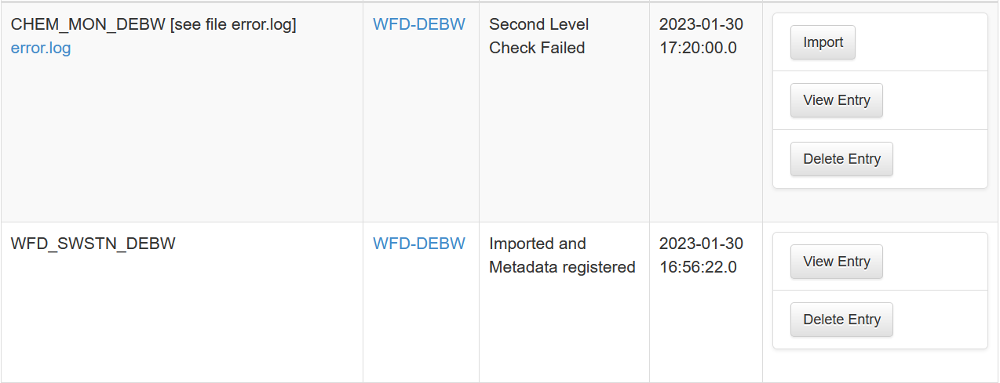 CHEM_MON_DEBW [see file error.log]
error.log
WFD-DEBW
Second Level
Check Failed
2023-01-30
17:20:00.0
Import
View Entry
Delete Entry
WFD_SWSTN_DEBW
WFD-DEBW
Imported and
Metadata registered
2023-01-30
16:56:22.0
View Entry
Delete Entry